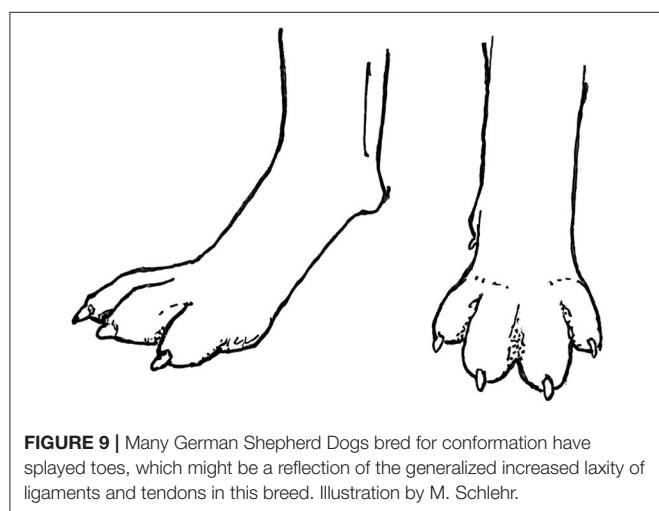 FIGURE 9 | Many German Shepherd Dogs bred for conformation have
splayed toes, which might be a reflection of the generalized increased laxity of
ligaments and tendons in this breed. Illustration by M. Schlehr.